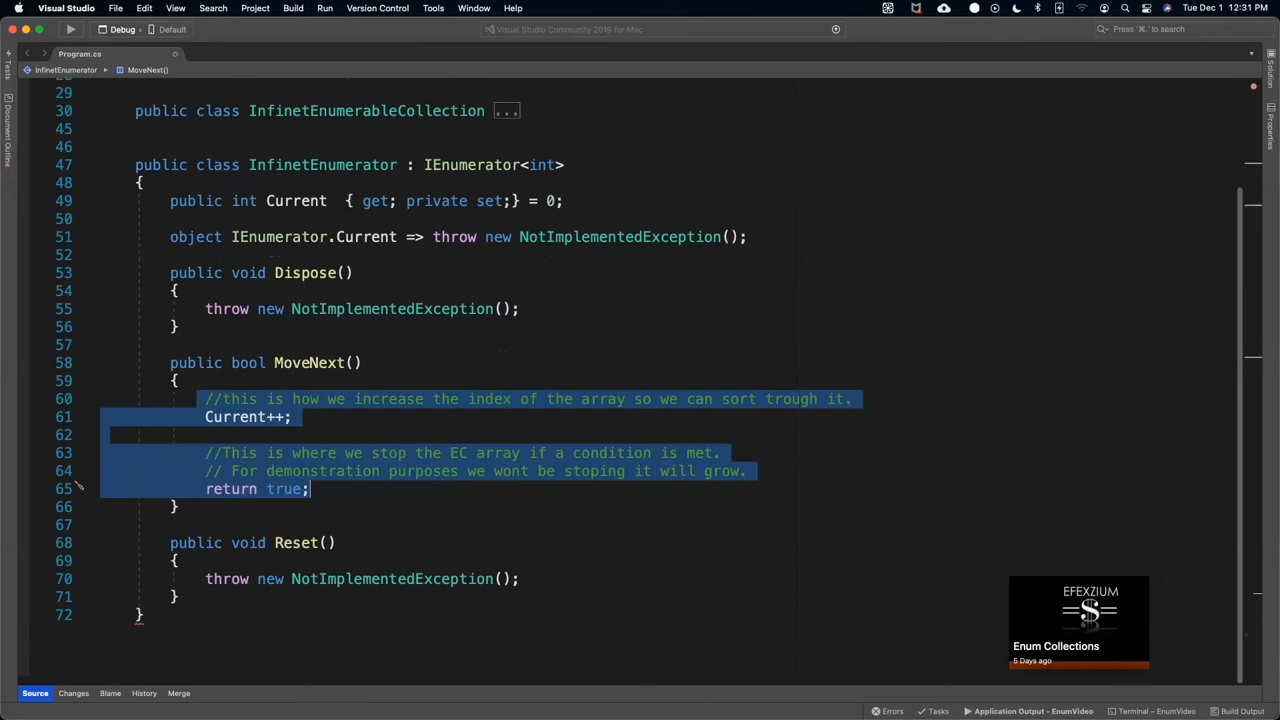 Visual Studio File Edit View Search Project Build Run Version Control Tools Window Help Tue Dec 1 12:31 PM
Debug Default Visual Studio Community 2019 for Mac Press '⌘.' to search
Program.cs
InfinetEnumerator MoveNext()
Tests
Document Outline
Solution
Properties
28
29
30 public class InfinetEnumerableCollection ...
45
46
47 public class InfinetEnumerator : IEnumerator<int>
48 {
49 public int Current { get; private set;} = 0;
50
51 object IEnumerator.Current => throw new NotImplementedException();
52
53 public void Dispose()
54 {
55 throw new NotImplementedException();
56 }
57
58 public bool MoveNext()
59 {
60 //this is how we increase the index of the array so we can sort trough it.
61 Current++;
62
63 //This is where we stop the EC array if a condition is met.
64 // For demonstration purposes we wont be stoping it will grow.
65 return true;
66 }
67
68 public void Reset()
69 {
70 throw new NotImplementedException();
71 }
72 }
EFEXZIUM
=$=
Enum Collections
5 Days ago
Source Changes Blame History Merge
Errors Tasks Application Output - EnumVideo Terminal – EnumVideo Build Output